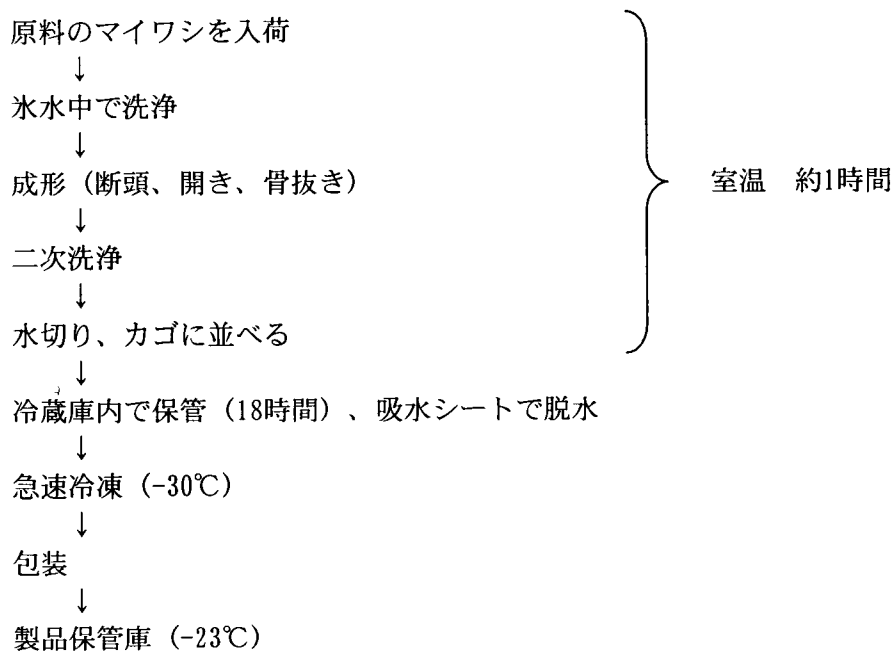 原料のマイワシを入荷
↓
氷水中で洗浄
↓
成形（断頭、開き、骨抜き）
↓
二次洗浄
↓
水切り、カゴに並べる
室温　約1時間
↓
冷蔵庫内で保管（18時間）、吸水シートで脱水
↓
急速冷凍（-30℃）
↓
包装
↓
製品保管庫（-23℃）